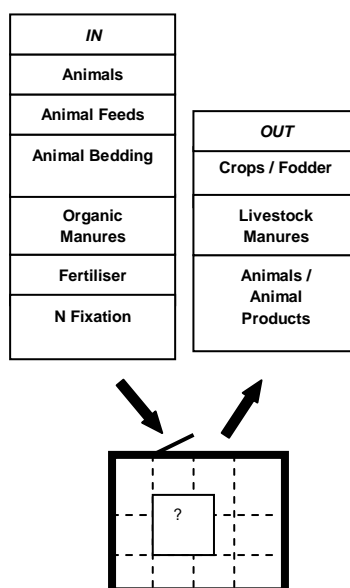 IN
Animals
Animal Feeds
Animal Bedding
Organic
Manures
Fertiliser
N Fixation
OUT
Crops / Fodder
Livestock
Manures
Animals /
Animal
Products
?